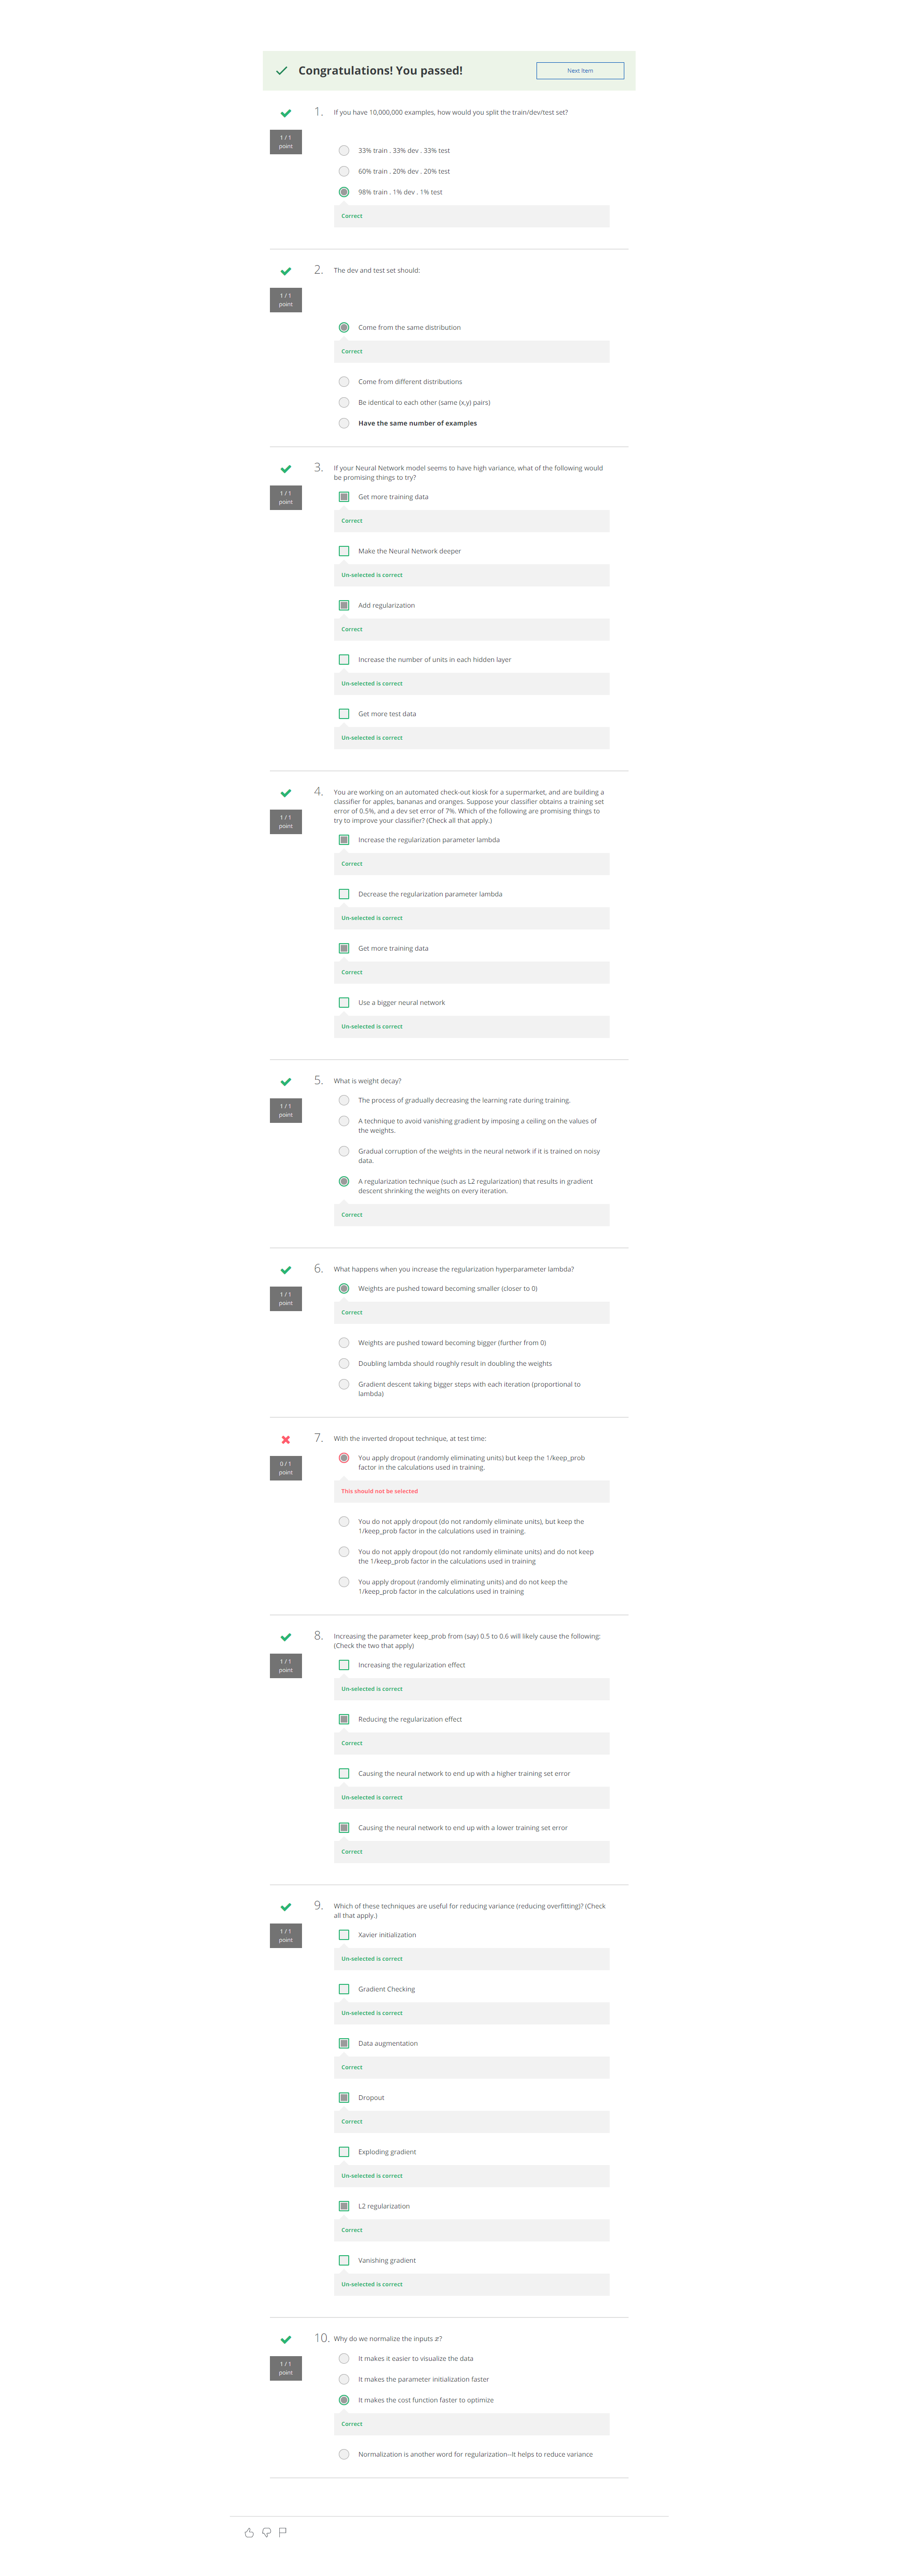 Congratulations! You passed!
Next Item
1 / 1
point
1.
If you have 10,000,000 examples, how would you split the train/dev/test set?
33% train . 33% dev . 33% test
60% train . 20% dev . 20% test
98% train . 1% dev . 1% test
Correct
1 / 1
point
2.
The dev and test set should:
Come from the same distribution
Correct
Come from different distributions
Be identical to each other (same (x,y) pairs)
Have the same number of examples
1 / 1
point
3.
If your Neural Network model seems to have high variance, what of the following would
be promising things to try?
Get more training data
Correct
Make the Neural Network deeper
Un-selected is correct
Add regularization
Correct
Increase the number of units in each hidden layer
Un-selected is correct
Get more test data
Un-selected is correct
1 / 1
point
4.
You are working on an automated check-out kiosk for a supermarket, and are building a
classifier for apples, bananas and oranges. Suppose your classifier obtains a training set
error of 0.5%, and a dev set error of 7%. Which of the following are promising things to
try to improve your classifier? (Check all that apply.)
Increase the regularization parameter lambda
Correct
Decrease the regularization parameter lambda
Un-selected is correct
Get more training data
Correct
Use a bigger neural network
Un-selected is correct
1 / 1
point
5.
What is weight decay?
The process of gradually decreasing the learning rate during training.
A technique to avoid vanishing gradient by imposing a ceiling on the values of
the weights.
Gradual corruption of the weights in the neural network if it is trained on noisy
data.
A regularization technique (such as L2 regularization) that results in gradient
descent shrinking the weights on every iteration.
Correct
1 / 1
point
6.
What happens when you increase the regularization hyperparameter lambda?
Weights are pushed toward becoming smaller (closer to 0)
Correct
Weights are pushed toward becoming bigger (further from 0)
Doubling lambda should roughly result in doubling the weights
Gradient descent taking bigger steps with each iteration (proportional to
lambda)
0 / 1
point
7.
With the inverted dropout technique, at test time:
You apply dropout (randomly eliminating units) but keep the 1/keep_prob
factor in the calculations used in training.
This should not be selected
You do not apply dropout (do not randomly eliminate units), but keep the
1/keep_prob factor in the calculations used in training.
You do not apply dropout (do not randomly eliminate units) and do not keep
the 1/keep_prob factor in the calculations used in training
You apply dropout (randomly eliminating units) and do not keep the
1/keep_prob factor in the calculations used in training
1 / 1
point
8.
Increasing the parameter keep_prob from (say) 0.5 to 0.6 will likely cause the following:
(Check the two that apply)
Increasing the regularization effect
Un-selected is correct
Reducing the regularization effect
Correct
Causing the neural network to end up with a higher training set error
Un-selected is correct
Causing the neural network to end up with a lower training set error
Correct
1 / 1
point
9.
Which of these techniques are useful for reducing variance (reducing overfitting)? (Check
all that apply.)
Xavier initialization
Un-selected is correct
Gradient Checking
Un-selected is correct
Data augmentation
Correct
Dropout
Correct
Exploding gradient
Un-selected is correct
L2 regularization
Correct
Vanishing gradient
Un-selected is correct
1 / 1
point
10.
Why do we normalize the inputs x?
It makes it easier to visualize the data
It makes the parameter initialization faster
It makes the cost function faster to optimize
Correct
Normalization is another word for regularization--It helps to reduce variance